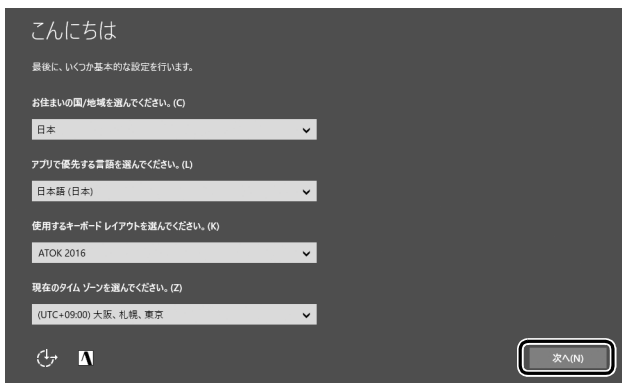 こんにちは
最後に、いくつか基本的な設定を行います。
お住まいの国/地域を選んでください。(C)
日本
アプリで優先する言語を選んでください。(L)
日本語 (日本)
使用するキーボード レイアウトを選んでください。(K)
ATOK 2016
現在のタイム ゾーンを選んでください。(Z)
(UTC+09:00) 大阪、札幌、東京
次へ(N)